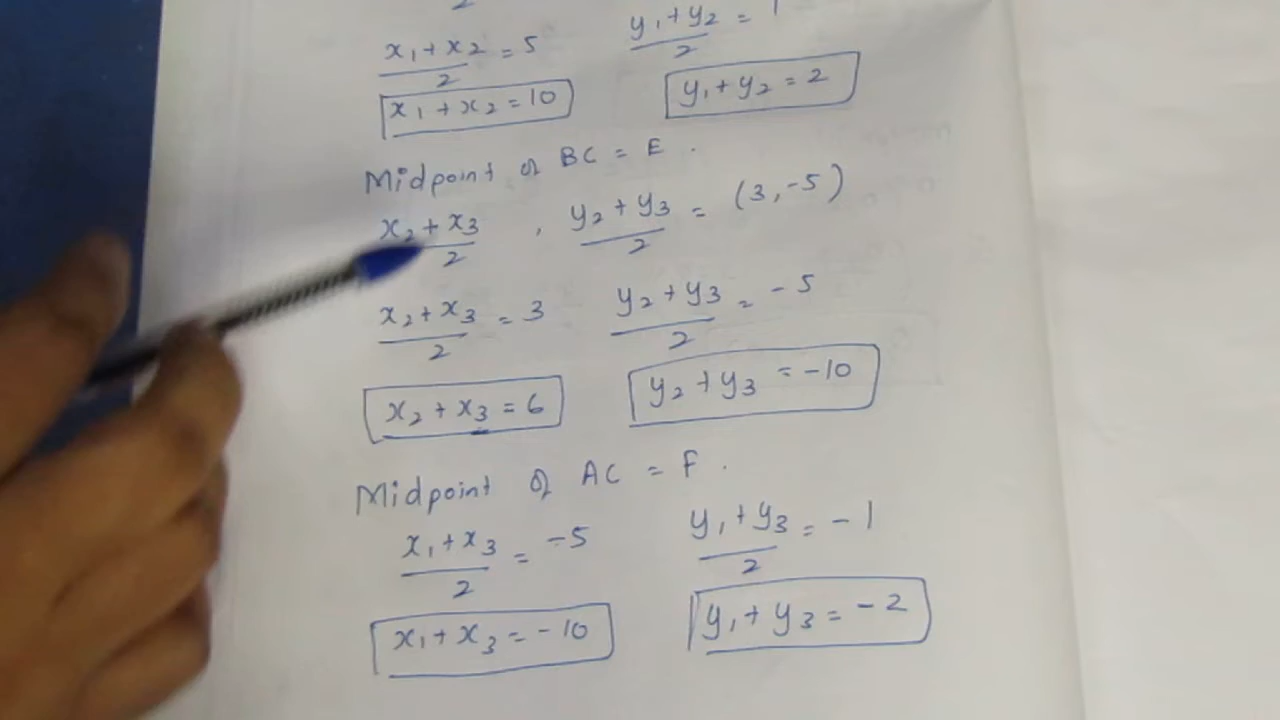 2
x₁ + x₂ / 2 = 5 y₁ + y₂ / 2 = 1
x₁ + x₂ = 10 y₁ + y₂ = 2
Midpoint of BC = E .
x₂ + x₃ / 2 , y₂ + y₃ / 2 = (3, -5)
x₂ + x₃ / 2 = 3 y₂ + y₃ / 2 = -5
x₂ + x₃ = 6 y₂ + y₃ = -10
Midpoint of AC = F .
x₁ + x₃ / 2 = -5 y₁ + y₃ / 2 = -1
x₁ + x₃ = -10 y₁ + y₃ = -2